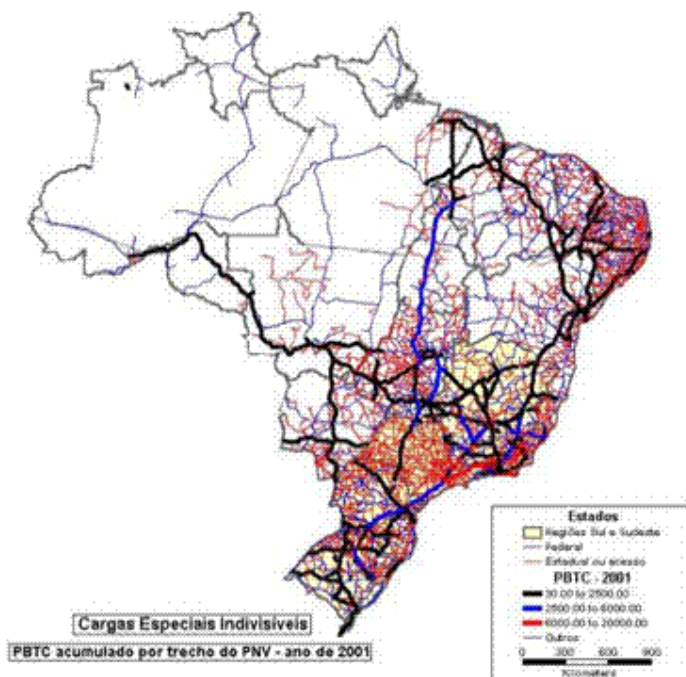 Estados
Regiões Sul e Sudeste
Federal
Estadual ou acesso
PBTC - 2001
30.00 to 2500.00
2500.00 to 6000.00
6000.00 to 20000.00
Outros
0 300 600 900
Kilometers
Cargas Especiais Indivisíveis
PBTC acumulado por trecho do PNV - ano de 2001